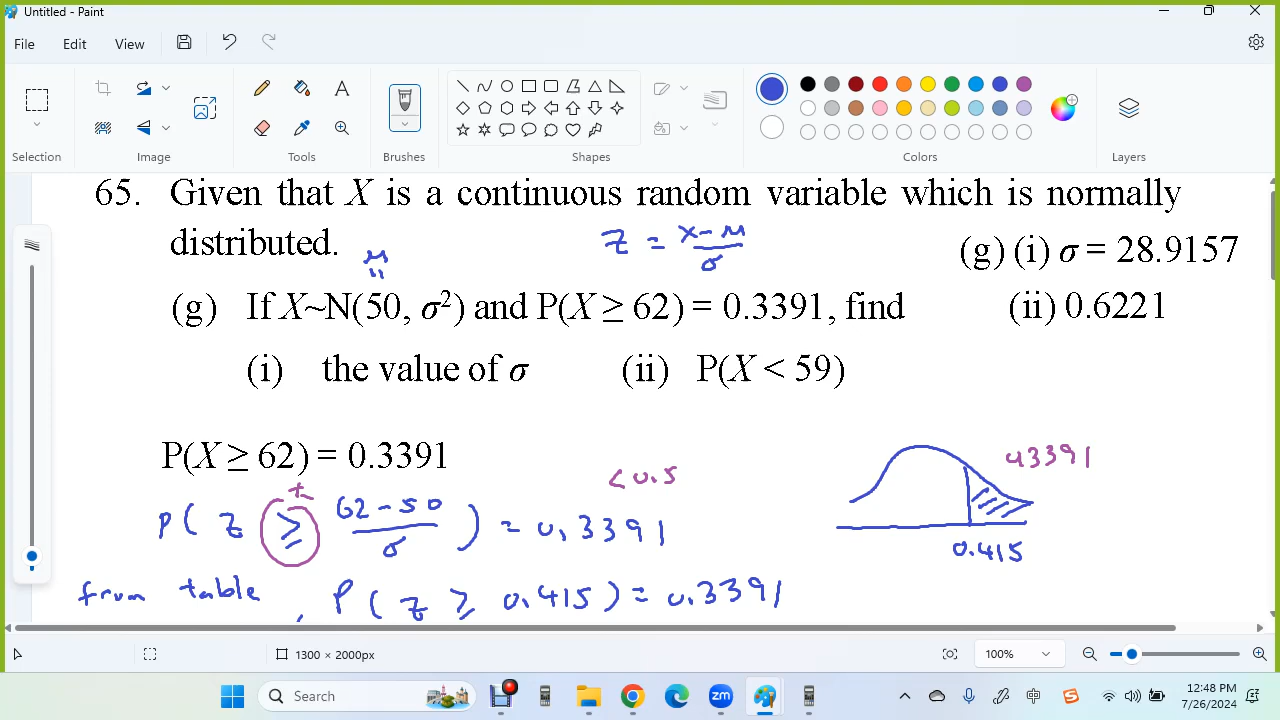 Untitled - Paint
File Edit View
Selection Image Tools Brushes Shapes Colors Layers
65. Given that X is a continuous random variable which is normally
distributed.
z = x-μ / σ
(g) (i) σ = 28.9157
μ
(g) If X~N(50, σ²) and P(X ≥ 62) = 0.3391, find
(ii) 0.6221
(i) the value of σ (ii) P(X < 59)
P(X ≥ 62) = 0.3391
< 0.5
0.3391
+
P( z ≥ 62-50 / σ ) = 0.3391
0.415
from table, P( z ≥ 0.415) = 0.3391
1300 × 2000px
100%
Search
zm
中
S
12:48 PM
7/26/2024